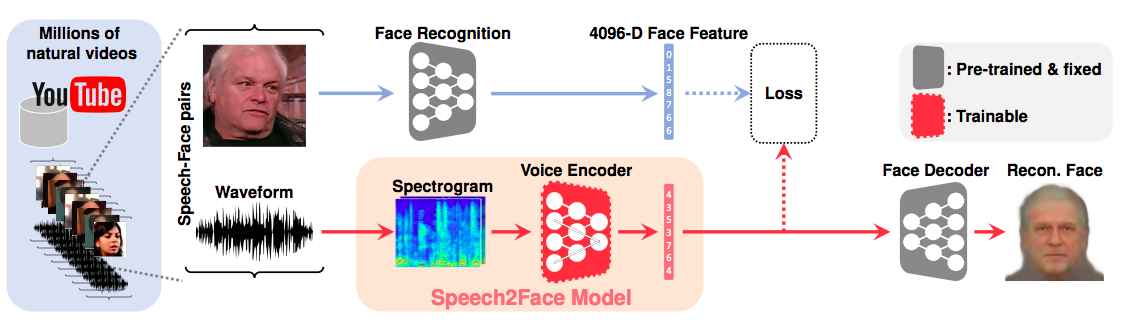 Millions of
natural videos
YouTube
Speech-Face pairs
Face Recognition
4096-D Face Feature
0
1
5
8
7
6
6
Loss
: Pre-trained & fixed
: Trainable
Waveform
Spectrogram
Voice Encoder
4
3
5
3
7
6
4
Speech2Face Model
Face Decoder
Recon. Face